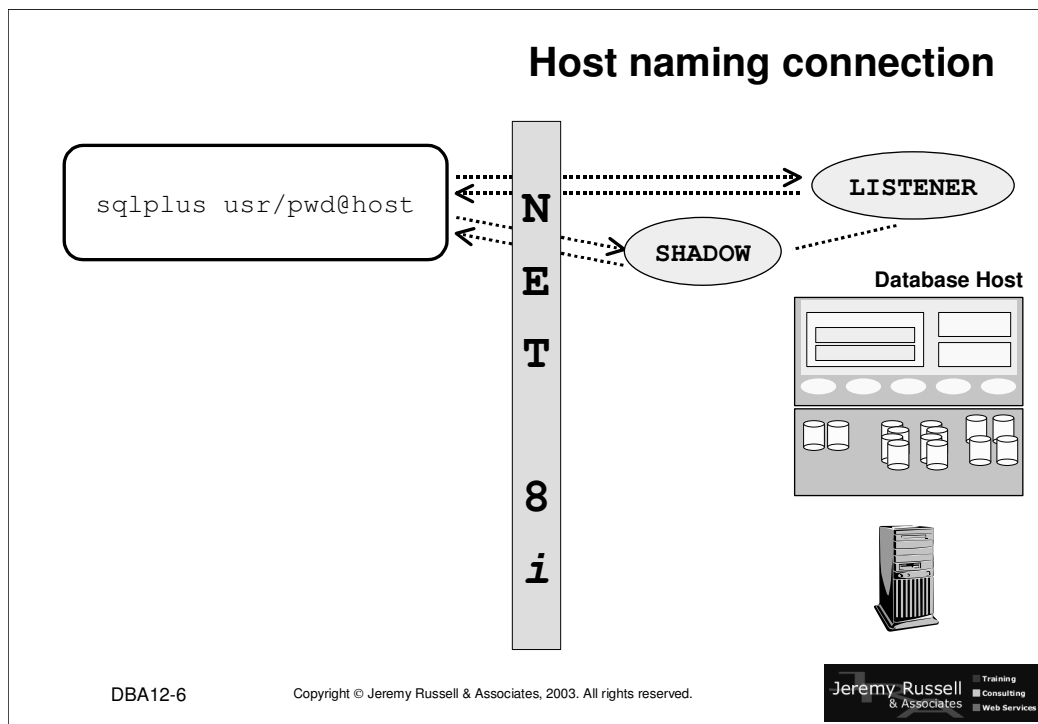 Host naming connection
sqlplus usr/pwd@host
N
E
T
8
i
LISTENER
SHADOW
Database Host
DBA12-6
Copyright © Jeremy Russell & Associates, 2003. All rights reserved.
Jeremy Russell
& Associates
Training
Consulting
Web Services